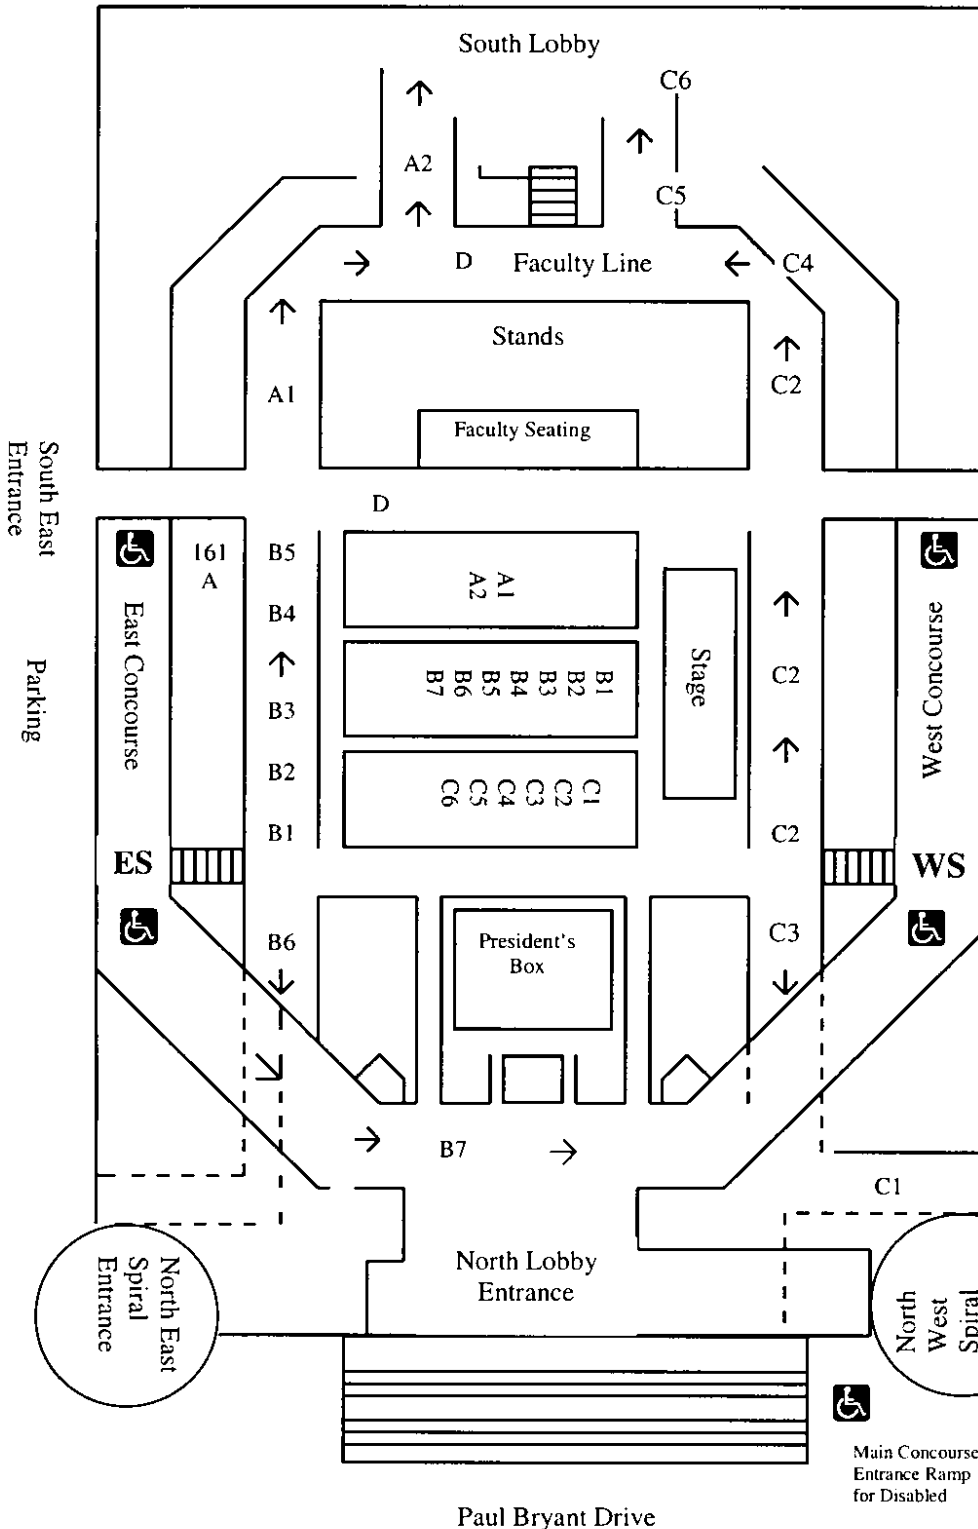 South Lobby
C6
A2
C5
D
Faculty Line
C4
Stands
A1
C2
Faculty Seating
South East
Entrance
D
161
A
B5
B4
A1
A2
East Concourse
Parking
B3
B1
B2
B3
B4
B5
B6
B7
Stage
C2
West Concourse
B2
B1
C1
C2
C3
C4
C5
C6
C2
ES
WS
B6
President's
Box
C3
B7
C1
North East
Spiral
Entrance
North Lobby
Entrance
North
West
Spiral
Main Concourse
Entrance Ramp
for Disabled
Paul Bryant Drive